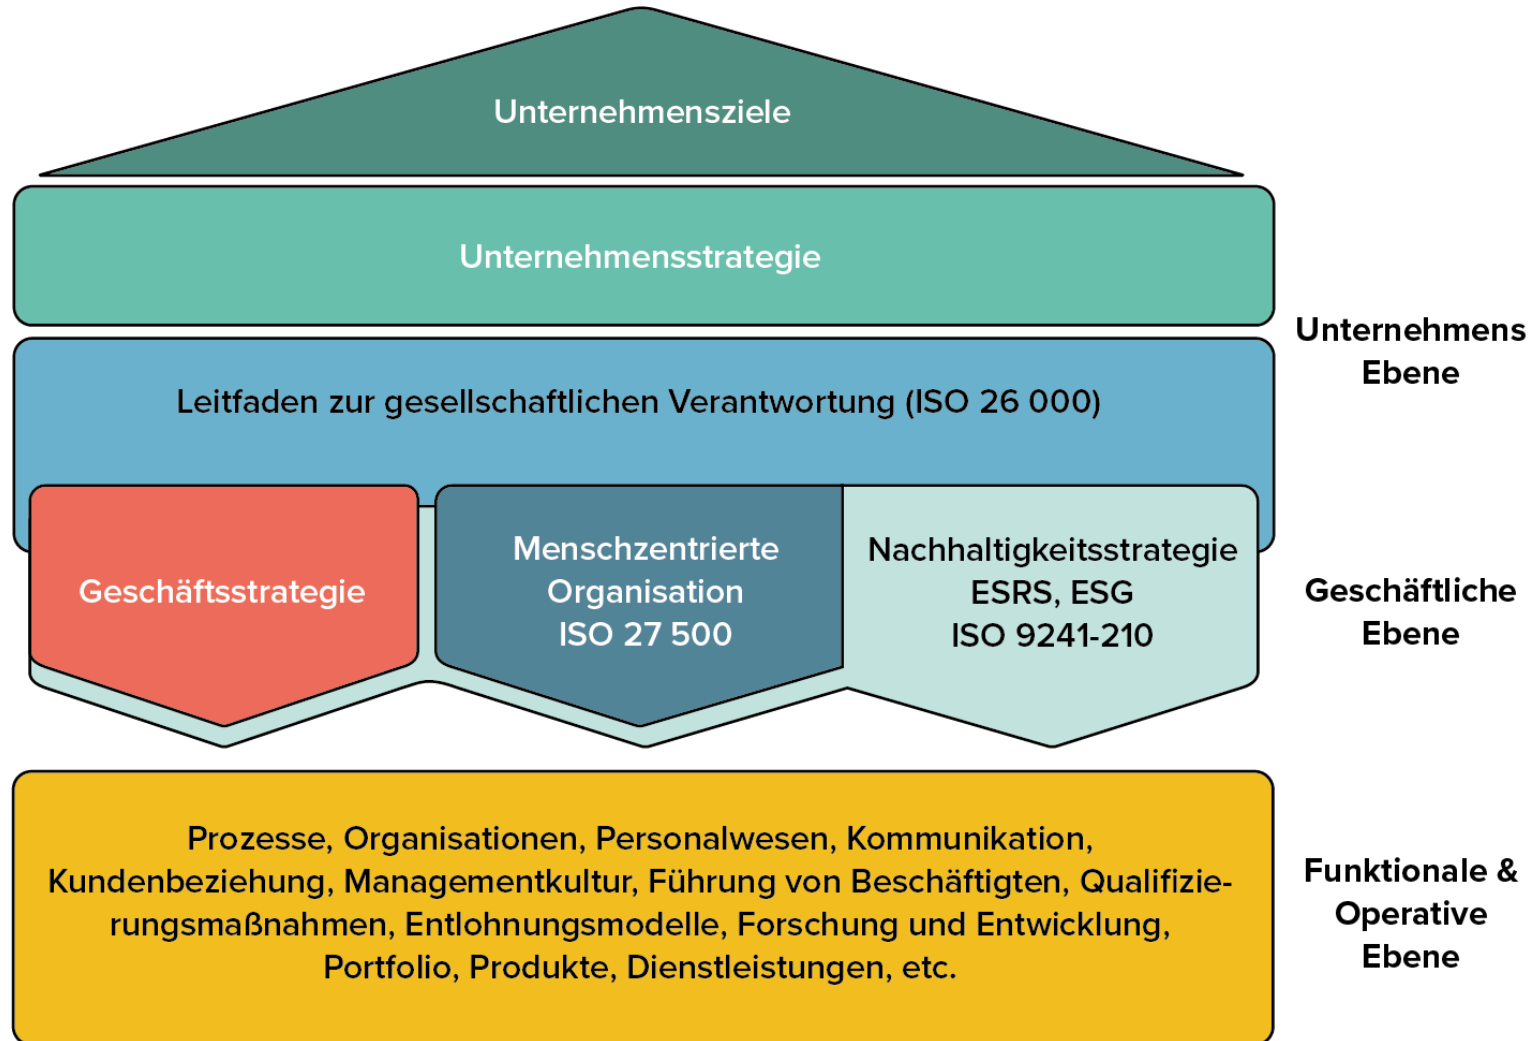 Unternehmensziele
Unternehmensstrategie
Leitfaden zur gesellschaftlichen Verantwortung (ISO 26 000)
Unternehmens
Ebene
Geschäftsstrategie
Menschzentrierte
Organisation
ISO 27 500
Nachhaltigkeitsstrategie
ESRS, ESG
ISO 9241-210
Geschäftliche
Ebene
Prozesse, Organisationen, Personalwesen, Kommunikation,
Kundenbeziehung, Managementkultur, Führung von Beschäftigten, Qualifizie-
rungsmaßnahmen, Entlohnungsmodelle, Forschung und Entwicklung,
Portfolio, Produkte, Dienstleistungen, etc.
Funktionale &
Operative
Ebene